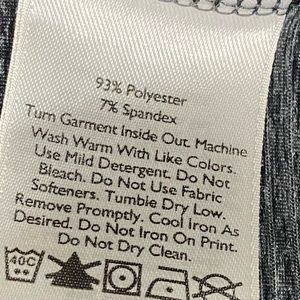 93% Polyester
7% Spandex
Turn Garment Inside Out. Machine
Wash Warm With Like Colors.
Use Mild Detergent. Do Not
Bleach. Do Not Use Fabric
Softeners. Tumble Dry Low.
Remove Promptly. Cool Iron As
Desired. Do Not Iron On Print.
Do Not Dry Clean.
40C